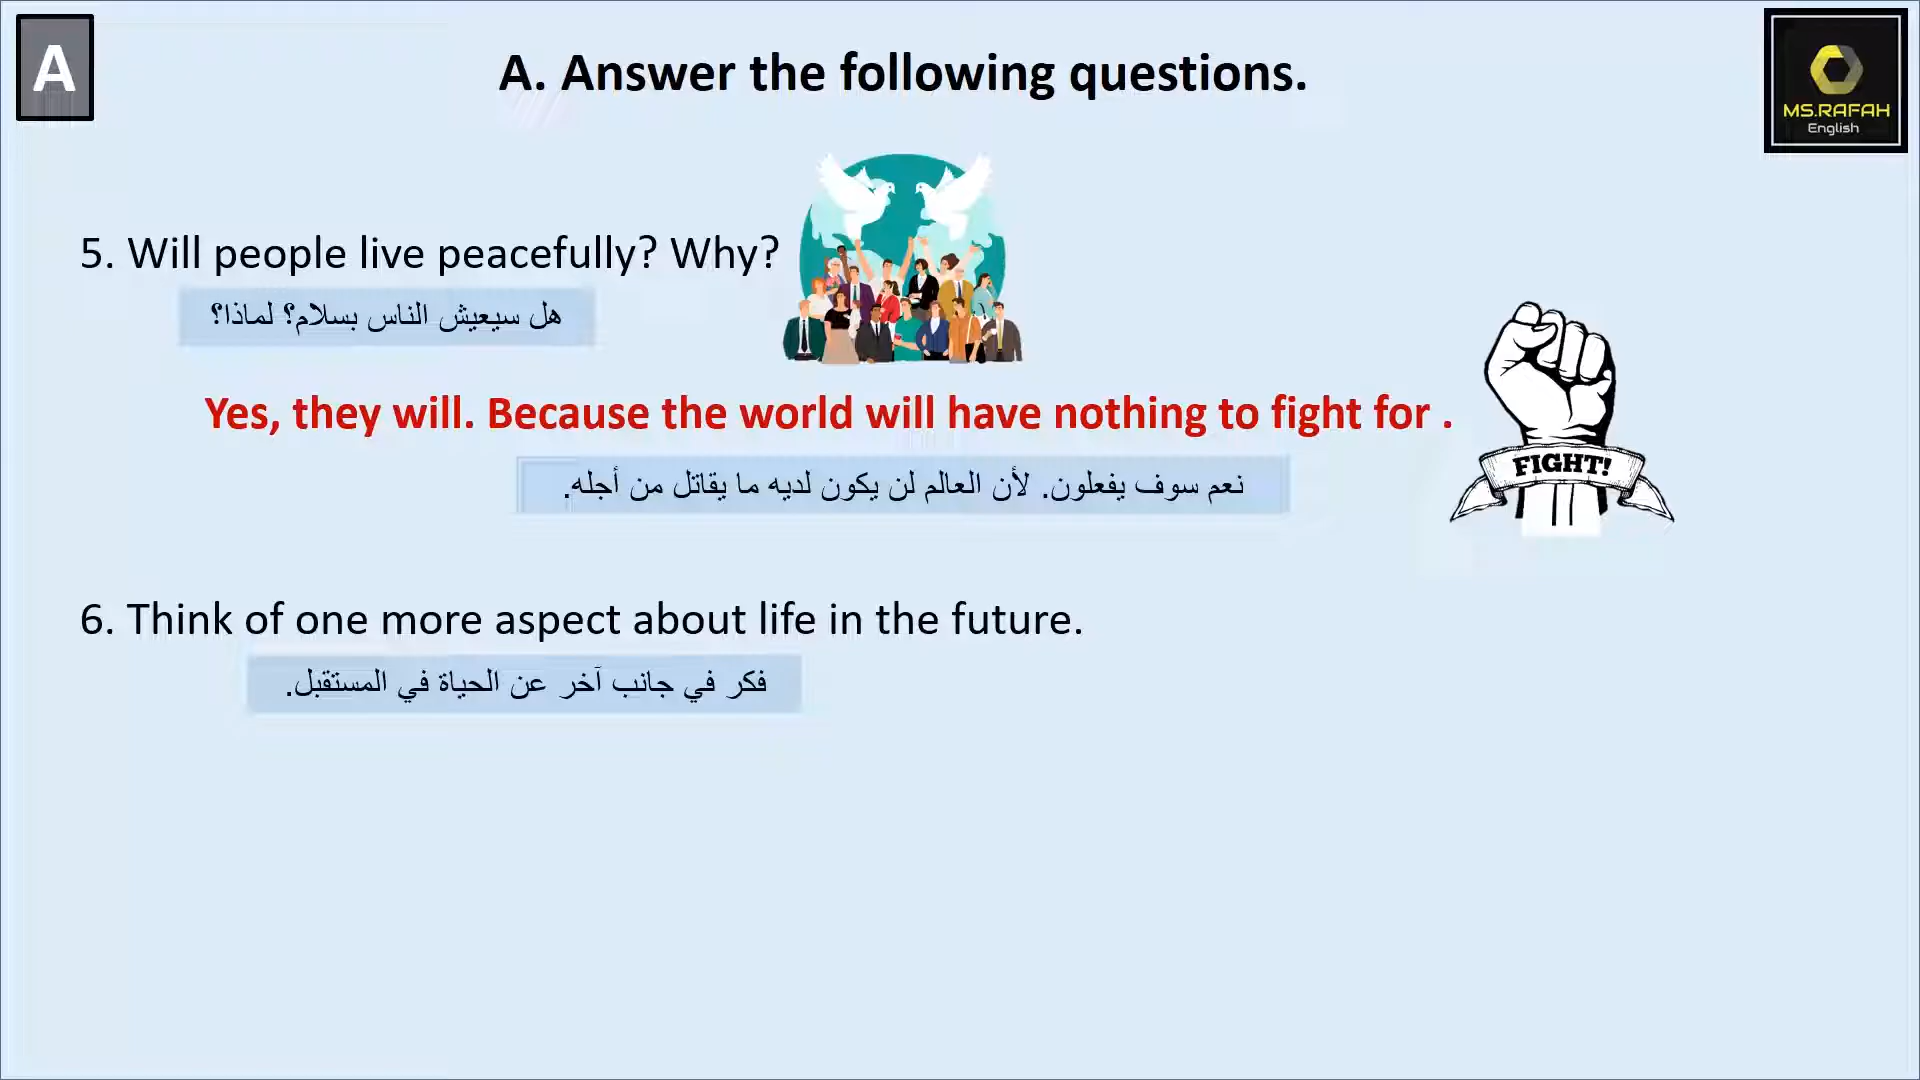 A
A. Answer the following questions.
MS.RAFAH
English
5. Will people live peacefully? Why?
هل سيعيش الناس بسلام؟ لماذا؟
Yes, they will. Because the world will have nothing to fight for .
FIGHT!
نعم سوف يفعلون. لأن العالم لن يكون لديه ما يقاتل من أجله.
6. Think of one more aspect about life in the future.
فكر في جانب آخر عن الحياة في المستقبل.